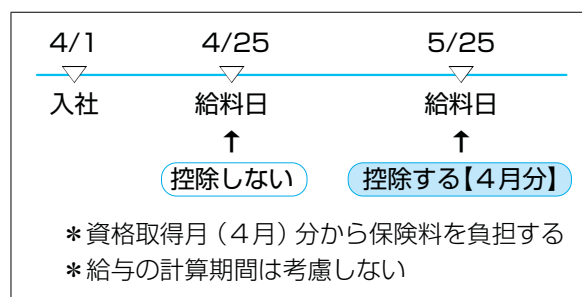 4/1 4/25 5/25
入社 給料日 給料日
↑ ↑
控除しない 控除する【4月分】
＊資格取得月（4月）分から保険料を負担する
＊給与の計算期間は考慮しない